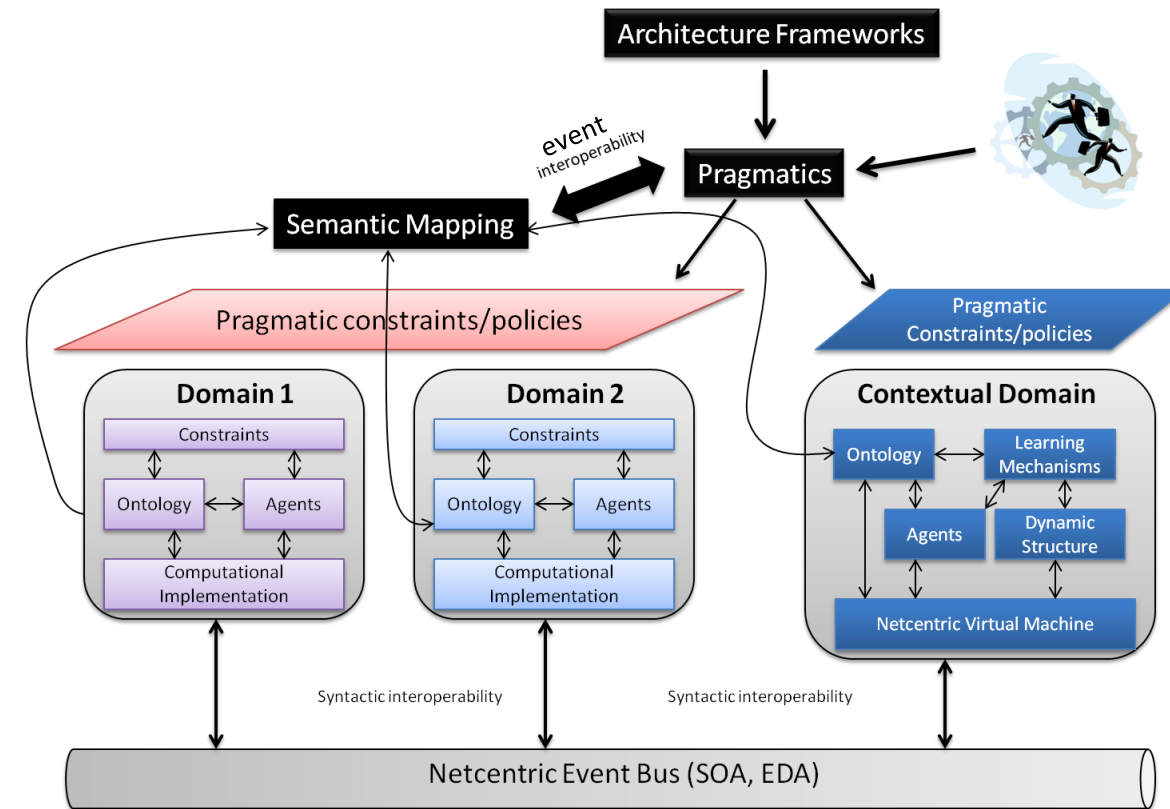 Architecture Frameworks
event
interoperability
Pragmatics
Semantic Mapping
Pragmatic constraints/policies
Pragmatic
Constraints/policies
Domain 1
Constraints
Ontology
Agents
Computational
Implementation
Domain 2
Constraints
Ontology
Agents
Computational
Implementation
Contextual Domain
Ontology
Learning
Mechanisms
Agents
Dynamic
Structure
Netcentric Virtual Machine
Syntactic interoperability
Syntactic interoperability
Netcentric Event Bus (SOA, EDA)